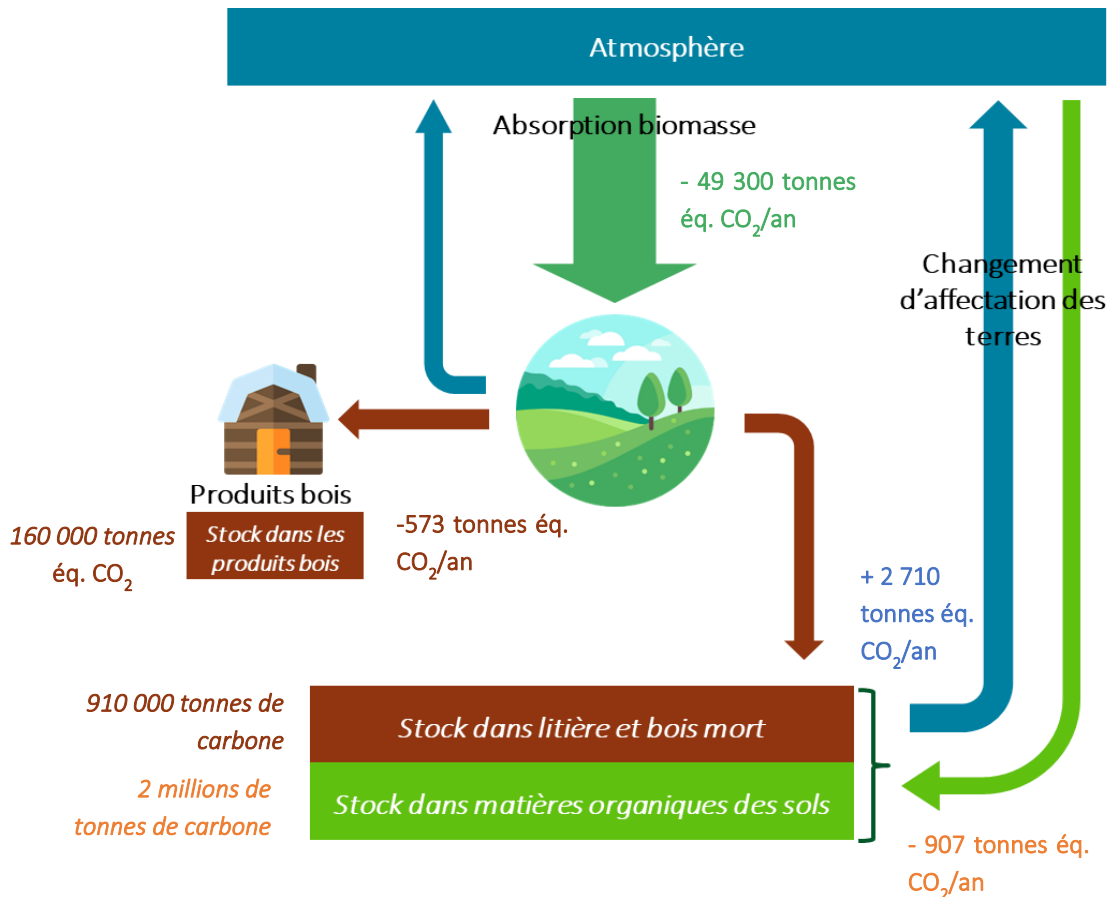 Atmosphère
Absorption biomasse
- 49 300 tonnes
éq. CO₂/an
Changement
d’affectation des
terres
Produits bois
160 000 tonnes
éq. CO₂
Stock dans les
produits bois
-573 tonnes éq.
CO₂/an
+ 2 710
tonnes éq.
CO₂/an
910 000 tonnes de
carbone
Stock dans litière et bois mort
2 millions de
tonnes de carbone
Stock dans matières organiques des sols
- 907 tonnes éq.
CO₂/an